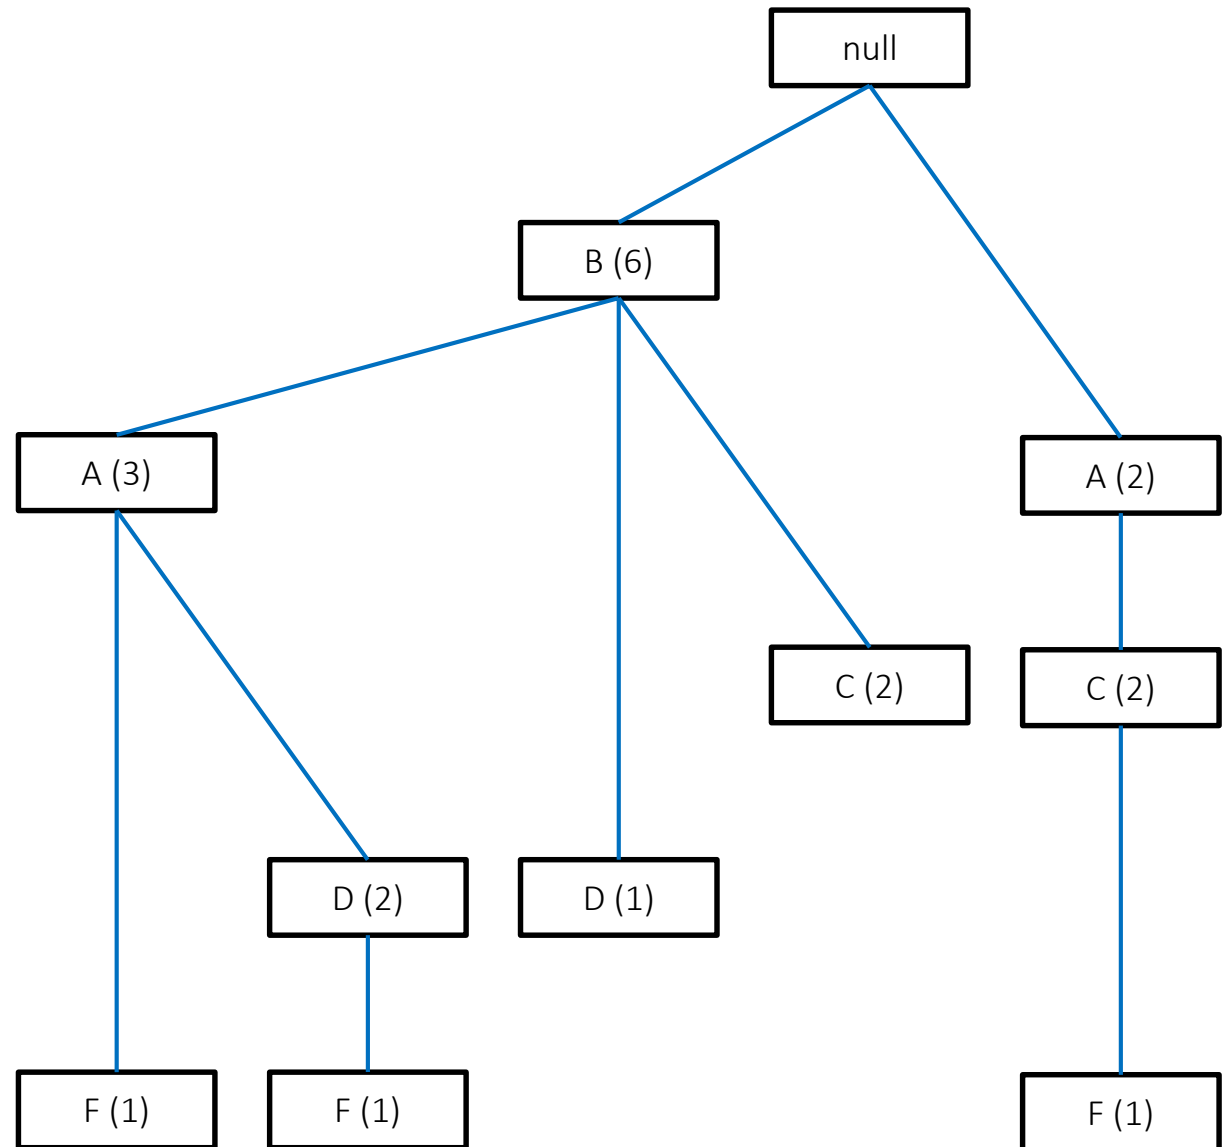 null
B (6)
A (3)
A (2)
C (2)
C (2)
D (2)
D (1)
F (1)
F (1)
F (1)